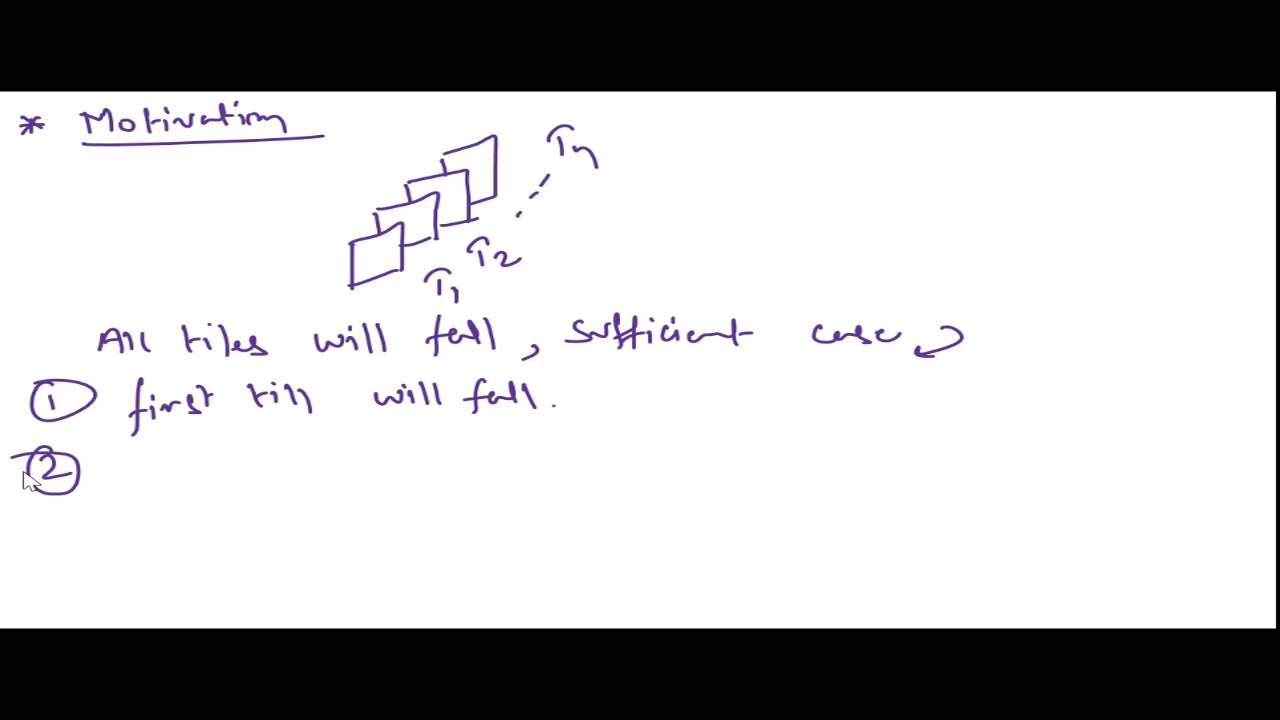 * Motivation
Tn
T2
T1
All tiles will fall, sufficient case
① first till will fall.
②